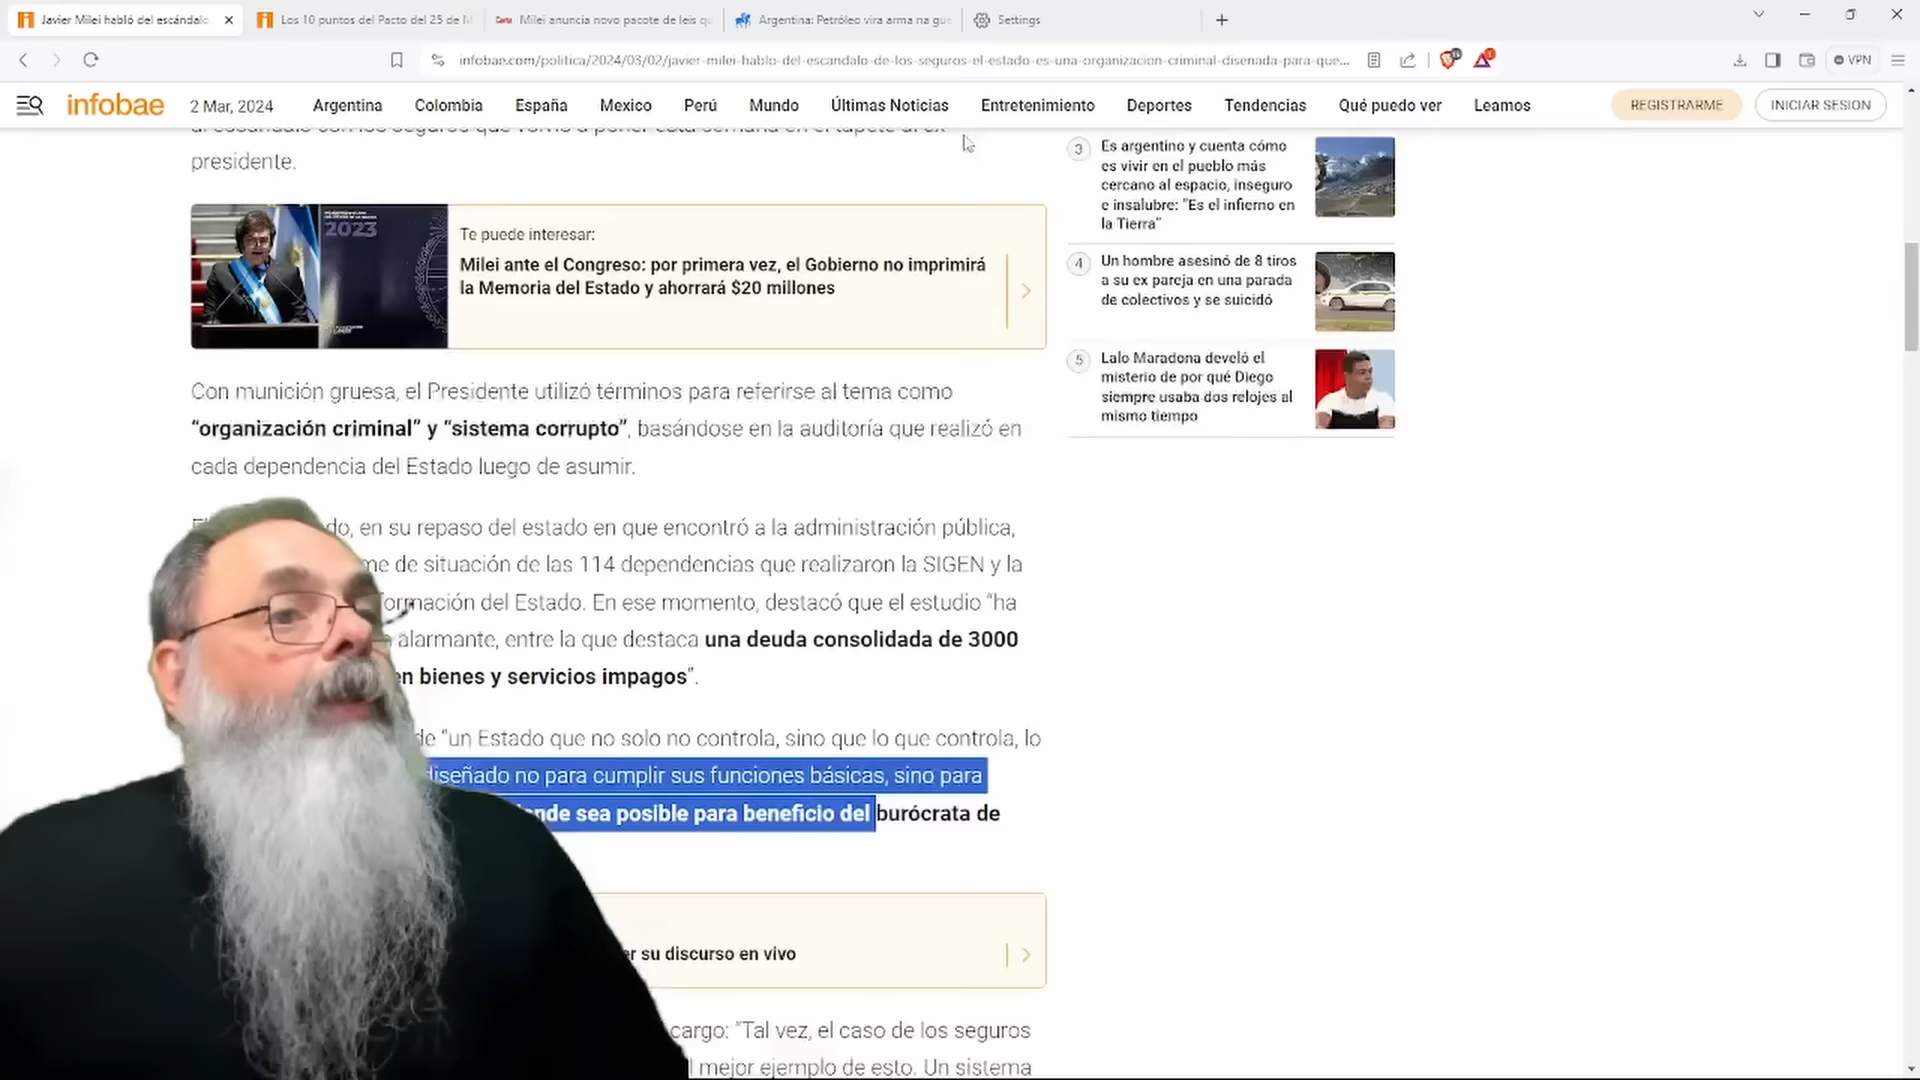 Javier Milei habló del escándalo
Los 10 puntos del Pacto del 25 de M
Milei anuncia novo pacote de leis qu
Argentina: Petróleo vira arma na gue
Settings
infobae.com/politica/2024/03/02/javier-milei-hablo-del-escandalo-de-los-seguros-el-estado-es-una-organizacion-criminal-disenada-para-que...
VPN
infobae
2 Mar, 2024
Argentina
Colombia
España
Mexico
Perú
Mundo
Últimas Noticias
Entretenimiento
Deportes
Tendencias
Qué puedo ver
Leamos
REGISTRARME
INICIAR SESION
presidente.
2023
Te puede interesar:
Milei ante el Congreso: por primera vez, el Gobierno no imprimirá
la Memoria del Estado y ahorrará $20 millones
Con munición gruesa, el Presidente utilizó términos para referirse al tema como
“organización criminal” y “sistema corrupto”, basándose en la auditoría que realizó en
cada dependencia del Estado luego de asumir.
do, en su repaso del estado en que encontró a la administración pública,
me de situación de las 114 dependencias que realizaron la SIGEN y la
formación del Estado. En ese momento, destacó que el estudio “ha
alarmante, entre la que destaca una deuda consolidada de 3000
en bienes y servicios impagos”.
de “un Estado que no solo no controla, sino que lo que controla, lo
diseñado no para cumplir sus funciones básicas, sino para
onde sea posible para beneficio del burócrata de
er su discurso en vivo
cargo: “Tal vez, el caso de los seguros
l mejor ejemplo de esto. Un sistema
3
Es argentino y cuenta cómo
es vivir en el pueblo más
cercano al espacio, inseguro
e insalubre: “Es el infierno en
la Tierra”
4
Un hombre asesinó de 8 tiros
a su ex pareja en una parada
de colectivos y se suicidó
5
Lalo Maradona develó el
misterio de por qué Diego
siempre usaba dos relojes al
mismo tiempo